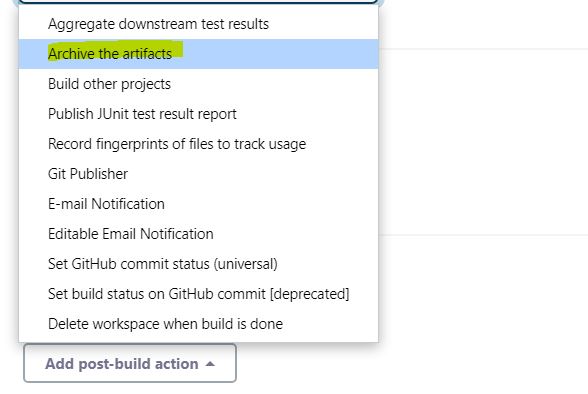 Aggregate downstream test results
Archive the artifacts
Build other projects
Publish JUnit test result report
Record fingerprints of files to track usage
Git Publisher
E-mail Notification
Editable Email Notification
Set GitHub commit status (universal)
Set build status on GitHub commit [deprecated]
Delete workspace when build is done
Add post-build action